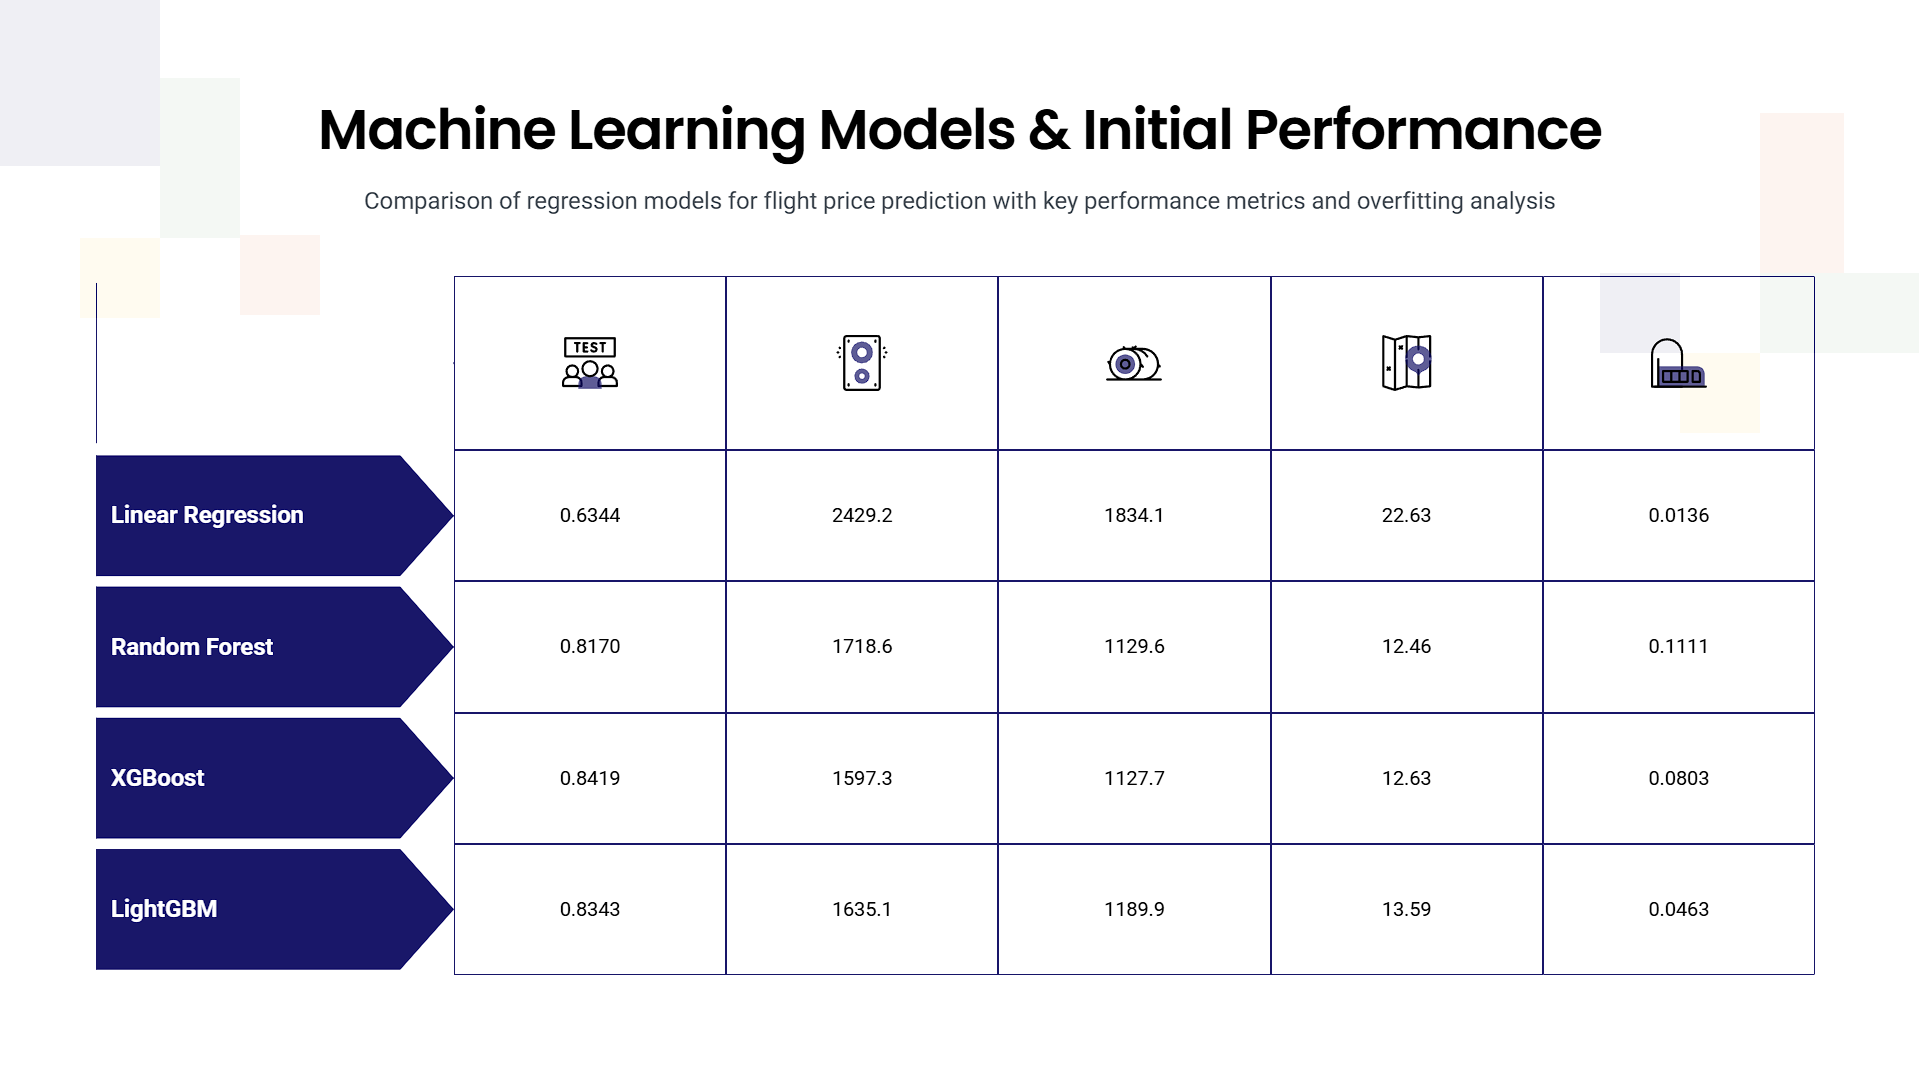 Machine Learning Models & Initial Performance
Comparison of regression models for flight price prediction with key performance metrics and overfitting analysis
TEST
Linear Regression 0.6344 2429.2 1834.1 22.63 0.0136
Random Forest 0.8170 1718.6 1129.6 12.46 0.1111
XGBoost 0.8419 1597.3 1127.7 12.63 0.0803
LightGBM 0.8343 1635.1 1189.9 13.59 0.0463